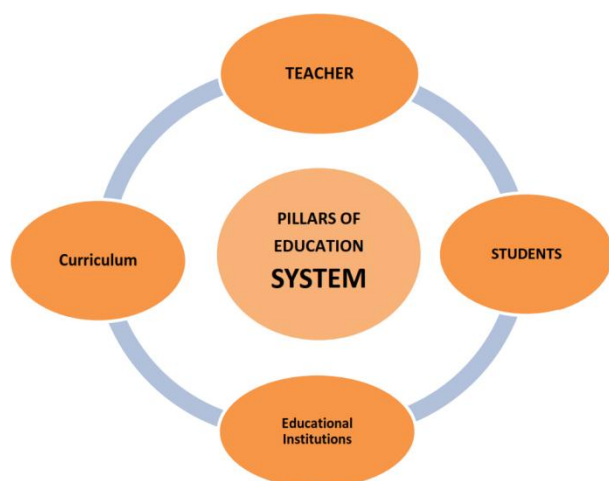 TEACHER
PILLARS OF
EDUCATION
SYSTEM
Curriculum
STUDENTS
Educational
Institutions